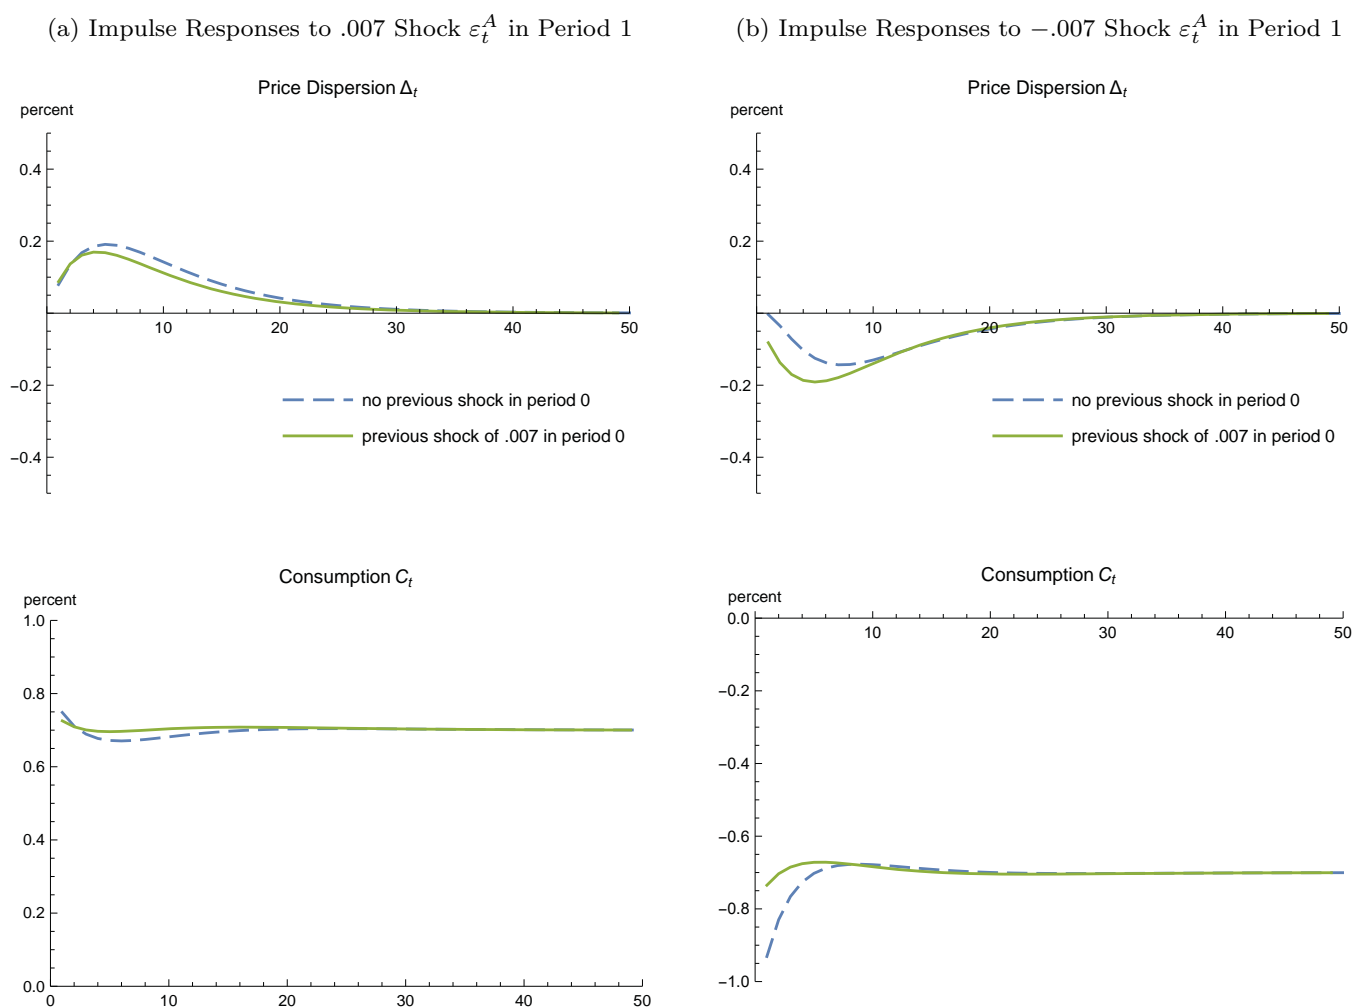 (a) Impulse Responses to .007 Shock ε_t^A in Period 1
(b) Impulse Responses to −.007 Shock ε_t^A in Period 1
Price Dispersion Δ_t
percent
0.4
0.2
−0.2
−0.4
10 20 30 40 50
no previous shock in period 0
previous shock of .007 in period 0
Price Dispersion Δ_t
percent
0.4
0.2
−0.2
−0.4
10 20 30 40 50
no previous shock in period 0
previous shock of .007 in period 0
Consumption C_t
percent
1.0
0.8
0.6
0.4
0.2
0.0
0 10 20 30 40 50
Consumption C_t
percent
0.0
−0.2
−0.4
−0.6
−0.8
−1.0
10 20 30 40 50